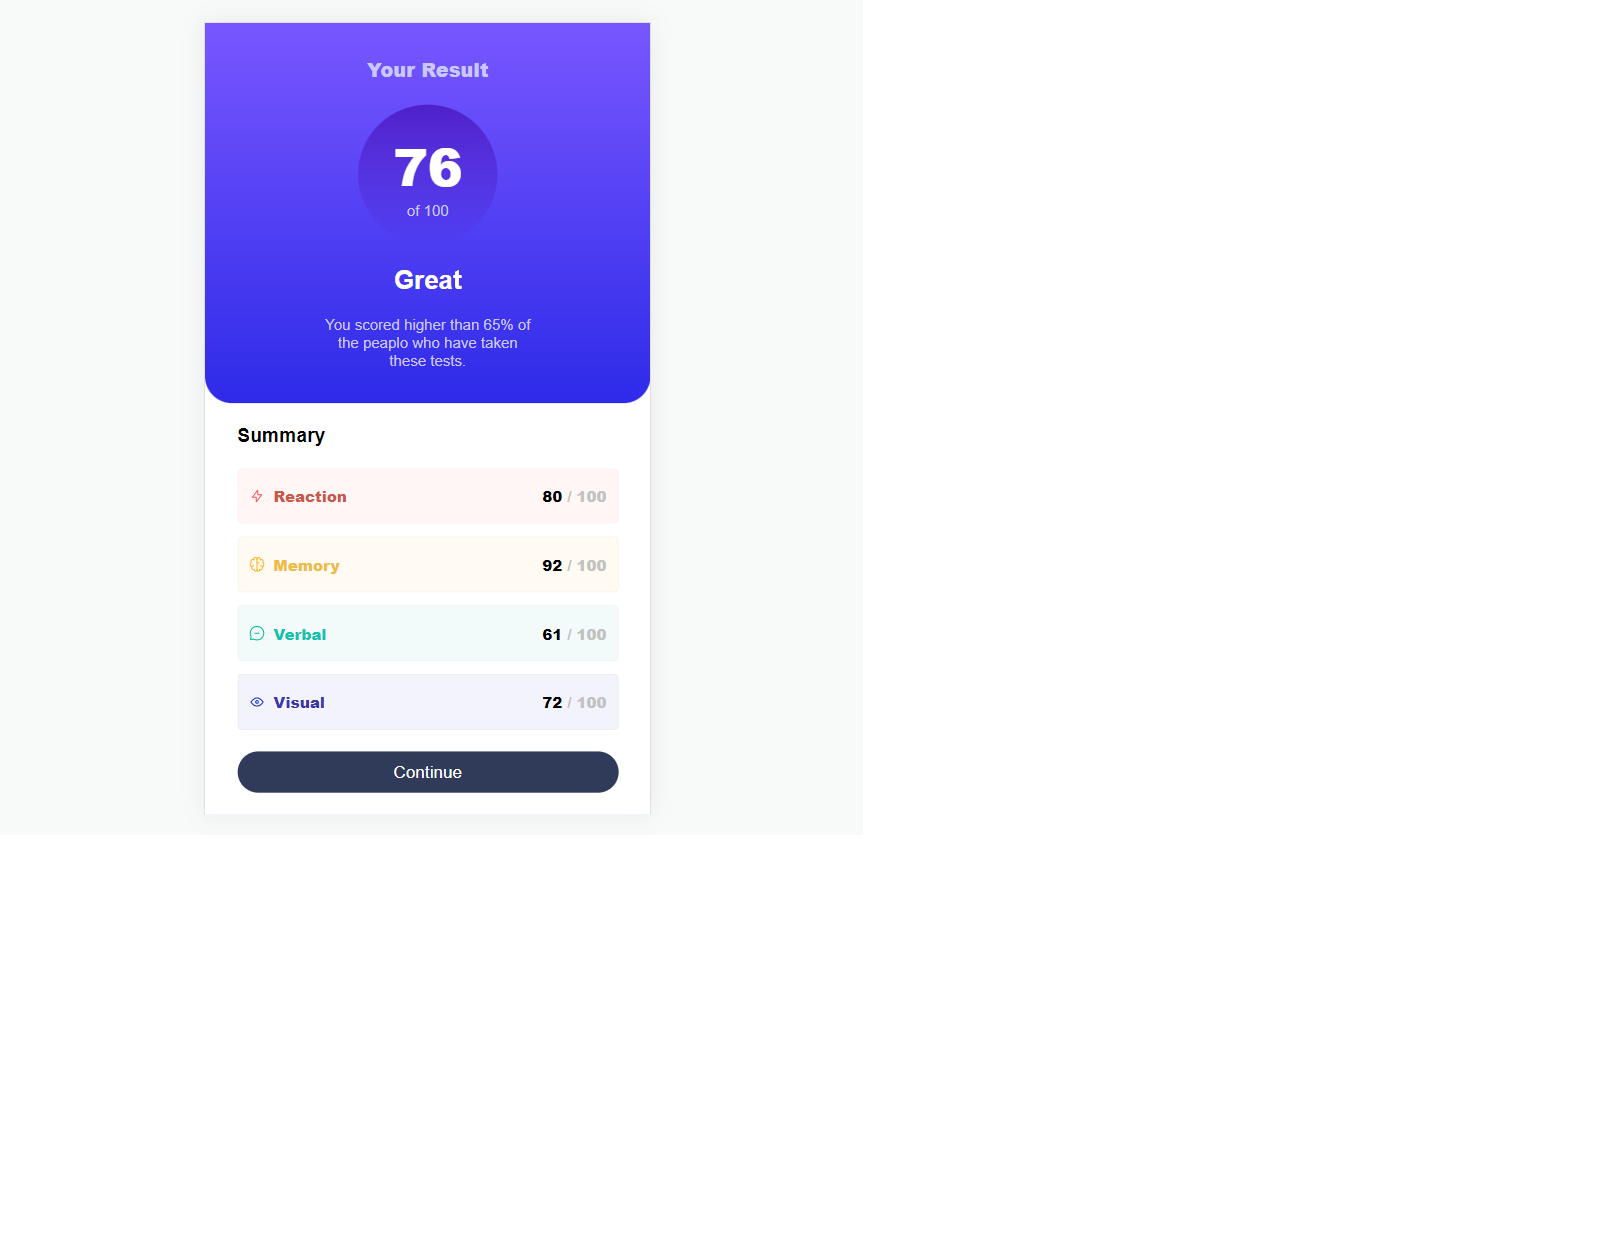 Your Result
76
of 100
Great
You scored higher than 65% of
the peaplo who have taken
these tests.
Summary
Reaction 80 / 100
Memory 92 / 100
Verbal 61 / 100
Visual 72 / 100
Continue